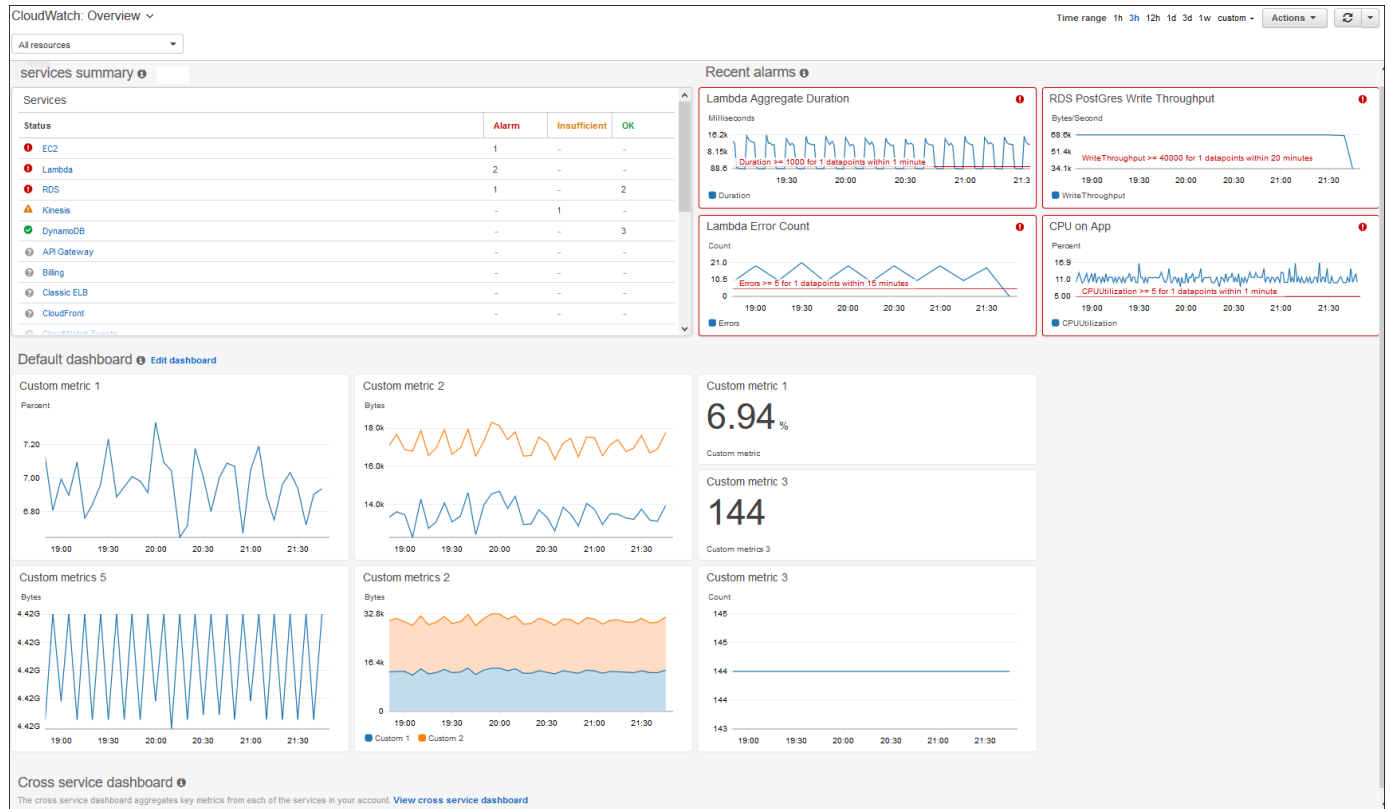 CloudWatch: Overview
Time range 1h 3h 12h 1d 3d 1w custom Actions
All resources
services summary
Services
Status Alarm Insufficient OK
EC2 1 - -
Lambda 2 - -
RDS 1 - 2
Kinesis - 1 -
DynamoDB - - 3
API Gateway - - -
Billing - - -
Classic ELB - - -
CloudFront - - -
CloudWatch Events
Recent alarms
Lambda Aggregate Duration
Milliseconds
16.2k
8.15k
Duration >= 1000 for 1 datapoints within 1 minute
88.6
19:30 20:00 20:30 21:00 21:3
Duration
RDS PostGres Write Throughput
Bytes/Second
68.6k
51.4k
WriteThroughput >= 40000 for 1 datapoints within 20 minutes
34.1k
19:00 19:30 20:00 20:30 21:00 21:30
WriteThroughput
Lambda Error Count
Count
21.0
10.5
Errors >= 5 for 1 datapoints within 15 minutes
0
19:00 19:30 20:00 20:30 21:00 21:30
Errors
CPU on App
Percent
16.9
11.0
CPUUtilization >= 5 for 1 datapoints within 1 minute
5.00
19:00 19:30 20:00 20:30 21:00 21:30
CPUUtilization
Default dashboard Edit dashboard
Custom metric 1
Percent
7.20
7.00
6.80
19:00 19:30 20:00 20:30 21:00 21:30
Custom metric 2
Bytes
18.0k
16.0k
14.0k
19:00 19:30 20:00 20:30 21:00 21:30
Custom metric 1
6.94 %
Custom metric
Custom metric 3
144
Custom metrics 3
Custom metrics 5
Bytes
4.42G
4.42G
4.42G
4.42G
4.42G
19:00 19:30 20:00 20:30 21:00 21:30
Custom metrics 2
Bytes
32.8k
16.4k
0
19:00 19:30 20:00 20:30 21:00 21:30
Custom 1 Custom 2
Custom metric 3
Count
145
145
144
144
143
19:00 19:30 20:00 20:30 21:00 21:30
Cross service dashboard
The cross service dashboard aggregates key metrics from each of the services in your account. View cross service dashboard